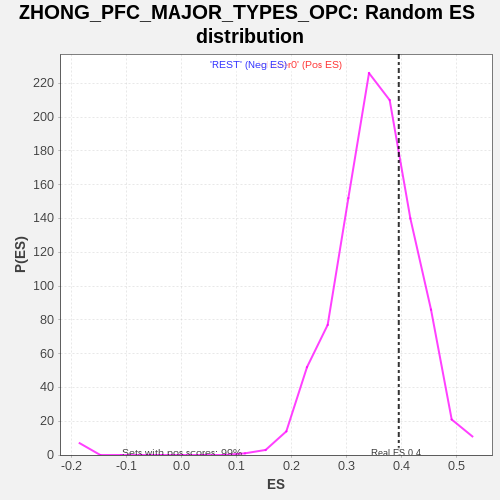 ZHONG_PFC_MAJOR_TYPES_OPC: Random ES
distribution
'REST' (Neg ES) r0' (Pos ES)
220
200
180
160
140
120
100
80
60
40
20
0
P(ES)
Sets with pos scores: 99%
Real ES 0.4
-0.2 -0.1 0.0 0.1 0.2 0.3 0.4 0.5
ES